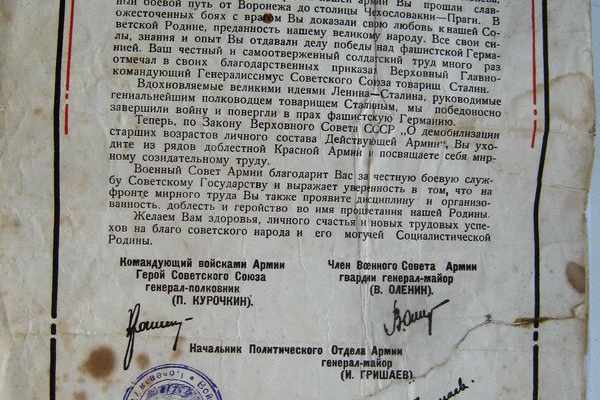 армии Вы прошли слав-
ный боевой путь от Воронежа до столицы Чехословакии—Праги. В
ожесточенных боях с врагом Вы доказали свою любовь к нашей Со-
ветской Родине, преданность нашему великому народу. Все свои си-
лы, знания и опыт Вы отдавали делу победы над фашистской Герма-
нией. Ваш честный и самоотверженный солдатский труд много раз
отмечал в своих благодарственных приказах Верховный Главно-
командующий Генералиссимус Советского Союза товарищ Сталин.
Вдохновляемые великими идеями Ленина—Сталина, руководимые
гениальнейшим полководцем товарищем Сталиным, мы победоносно
завершили войну и повергли в прах фашистскую Германию.
Теперь, по Закону Верховного Совета СССР „О демобилизации
старших возрастов личного состава Действующей Армии“, Вы ухо-
дите из рядов доблестной Красной Армии и посвящаете себя мир-
ному созидательному труду.
Военный Совет Армии благодарит Вас за честную боевую служ-
бу Советскому Государству и выражает уверенность в том, что на
фронте мирного труда Вы также проявите дисциплину и организо-
ванность, доблесть и геройство во имя процветания нашей Родины.
Желаем Вам здоровья, личного счастья и новых трудовых успе-
хов на благо советского народа и его могучей Социалистической
Родины.
Командующий войсками Армии
Герой Советского Союза
генерал-полковник
(П. КУРОЧКИН).
Член Военного Совета Армии
гвардии генерал-майор
(В. ОЛЕНИН).
Начальник Политического Отдела Армии
генерал-майор
(И. ГРИШАЕВ).